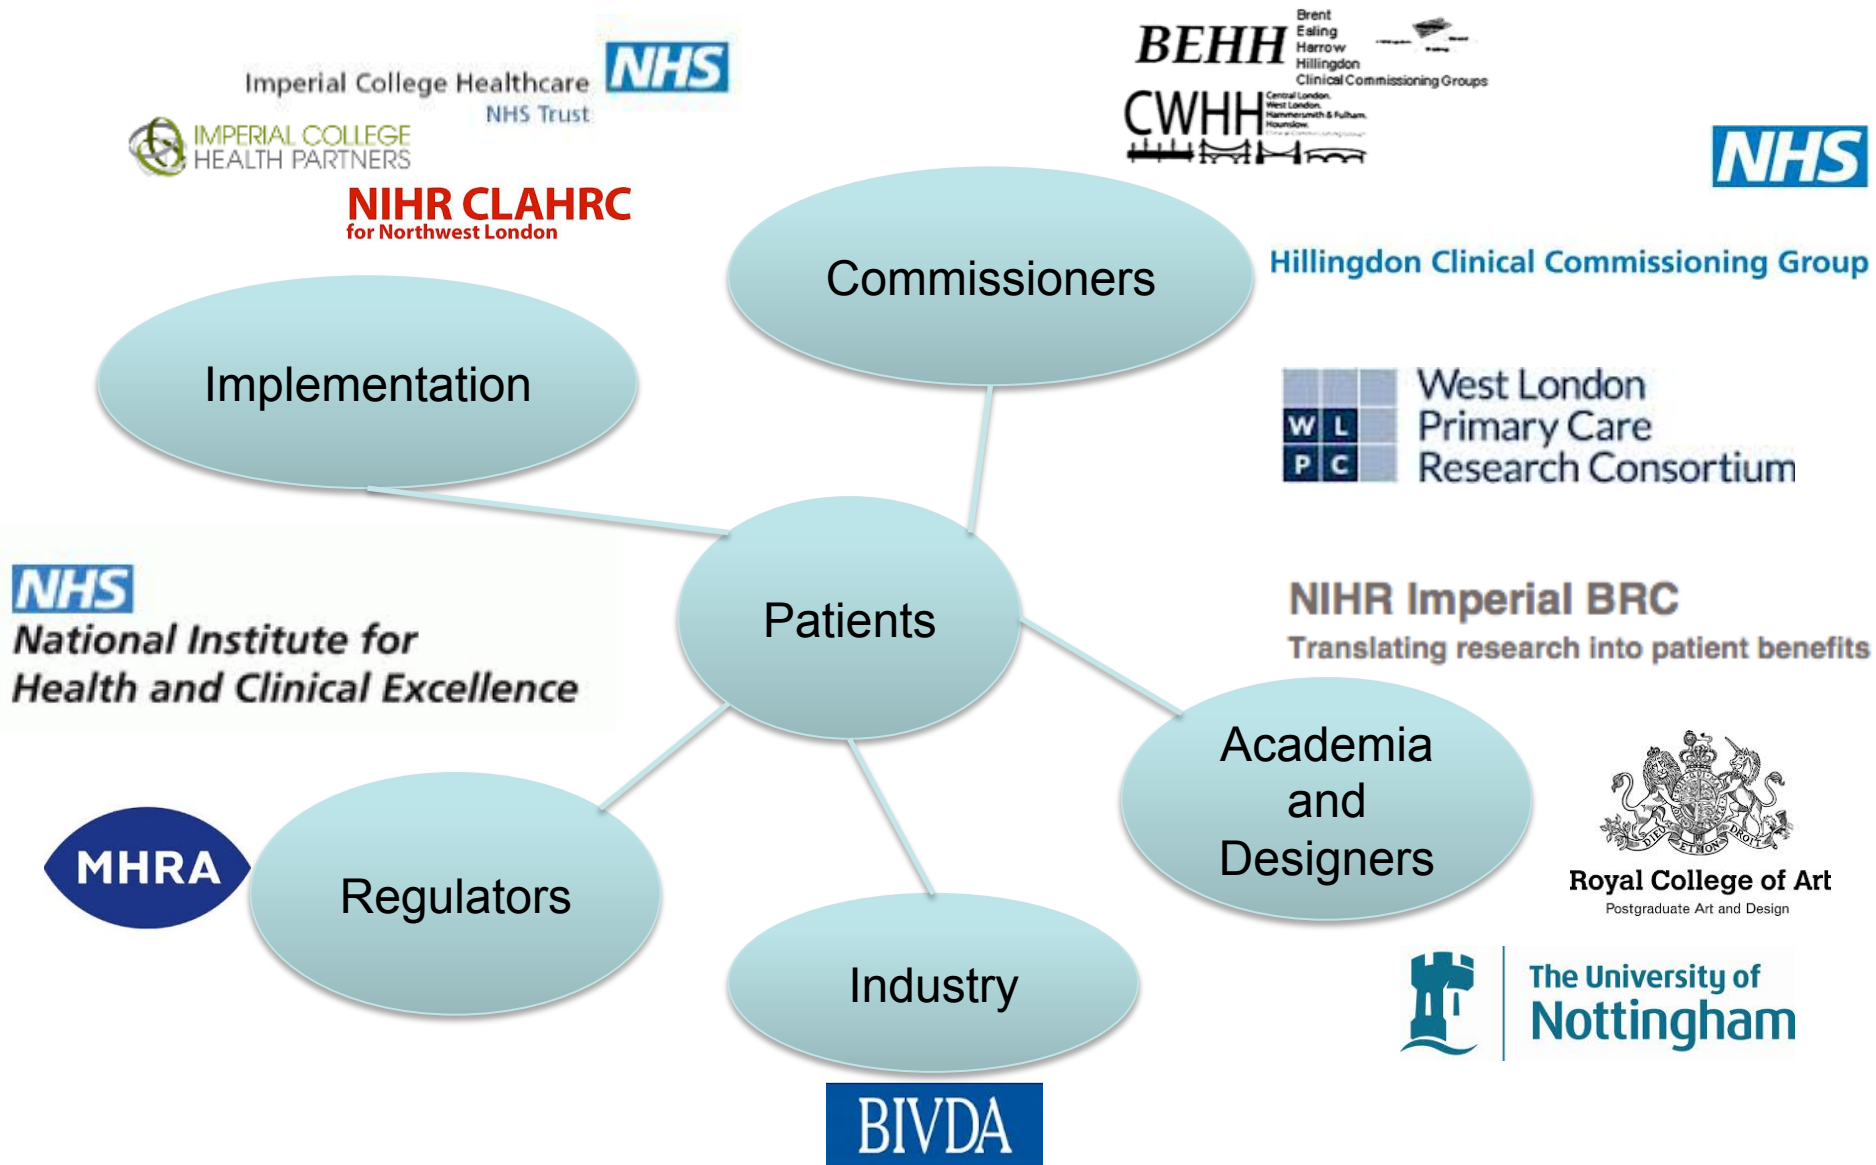 Imperial College Healthcare NHS
NHS Trust
IMPERIAL COLLEGE
HEALTH PARTNERS
NIHR CLAHRC
for Northwest London
BEHH
Brent
Ealing
Harrow
Hillingdon
Clinical Commissioning Groups
CWHH
Central London.
West London.
Hammersmith & Fulham.
Hounslow.
NHS
Hillingdon Clinical Commissioning Group
Commissioners
Implementation
W L
P C
West London
Primary Care
Research Consortium
NHS
National Institute for
Health and Clinical Excellence
Patients
NIHR Imperial BRC
Translating research into patient benefits
Academia
and
Designers
DIEU
ET MON
DROIT
Royal College of Art
Postgraduate Art and Design
MHRA
Regulators
Industry
The University of
Nottingham
BIVDA